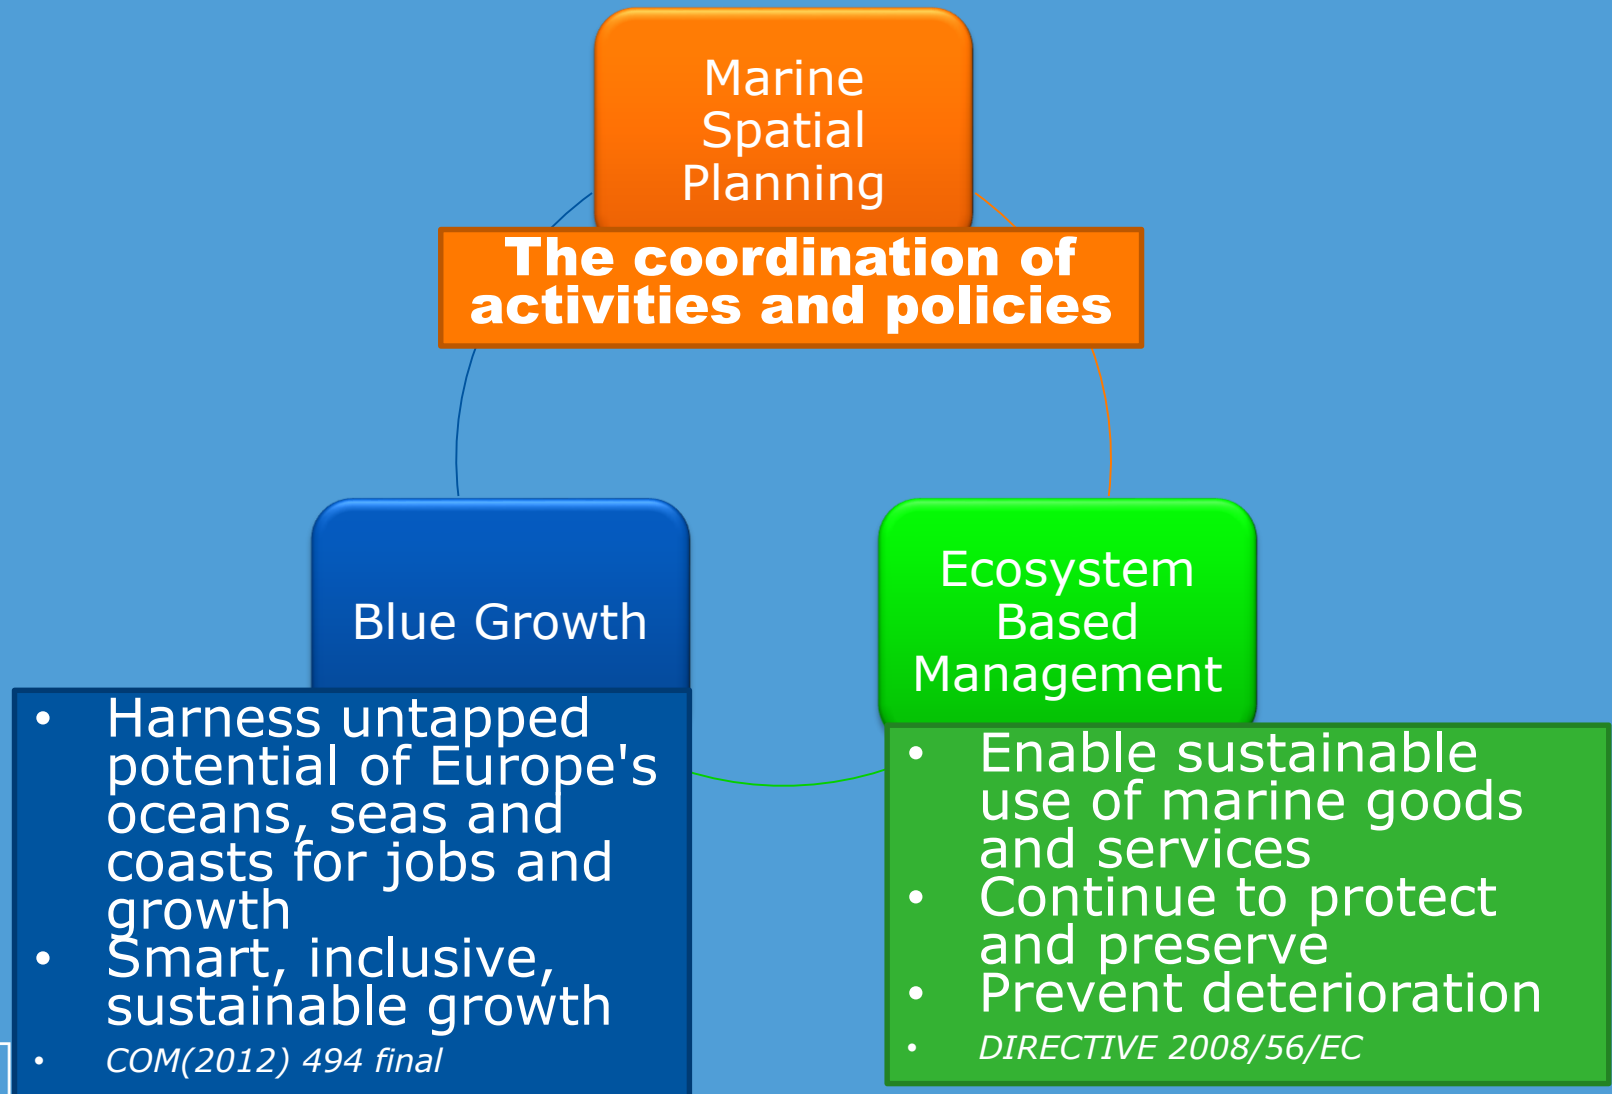 Marine
Spatial
Planning
The coordination of
activities and policies
Blue Growth
• Harness untapped
potential of Europe's
oceans, seas and
coasts for jobs and
growth
• Smart, inclusive,
sustainable growth
• COM(2012) 494 final
Ecosystem
Based
Management
• Enable sustainable
use of marine goods
and services
• Continue to protect
and preserve
• Prevent deterioration
• DIRECTIVE 2008/56/EC